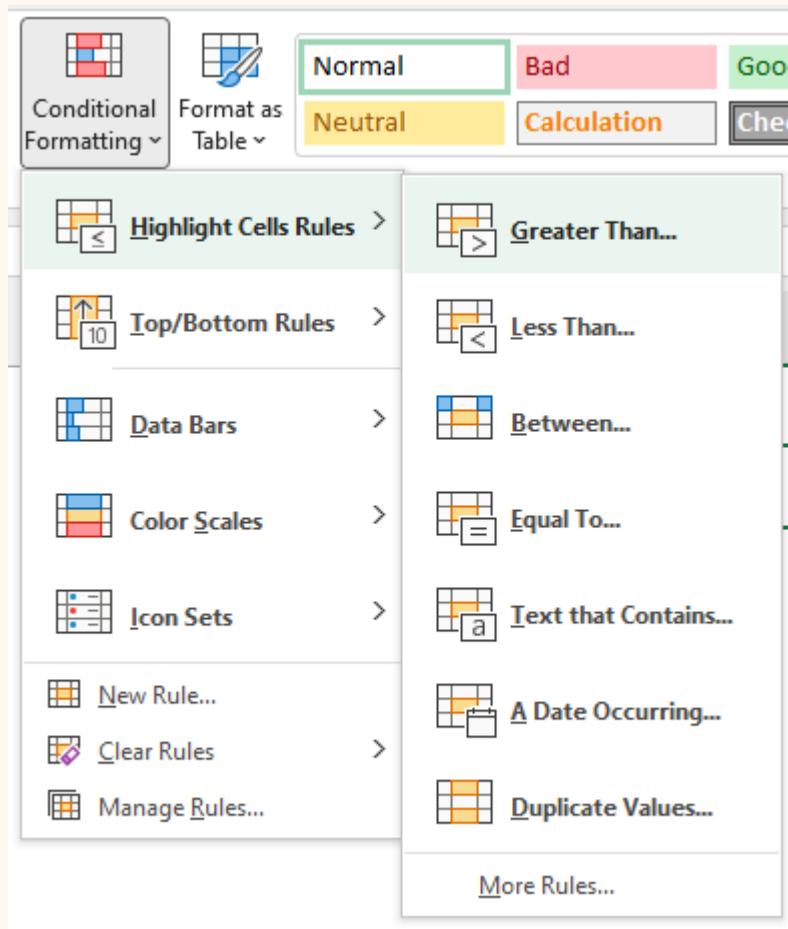 Conditional
Formatting
Format as
Table
Normal
Bad
Goo
Neutral
Calculation
Che
Highlight Cells Rules
≤
Top/Bottom Rules
10
Data Bars
Color Scales
Icon Sets
New Rule...
Clear Rules
Manage Rules...
Greater Than...
>
Less Than...
<
Between...
Equal To...
=
Text that Contains...
a
A Date Occurring...
Duplicate Values...
More Rules...